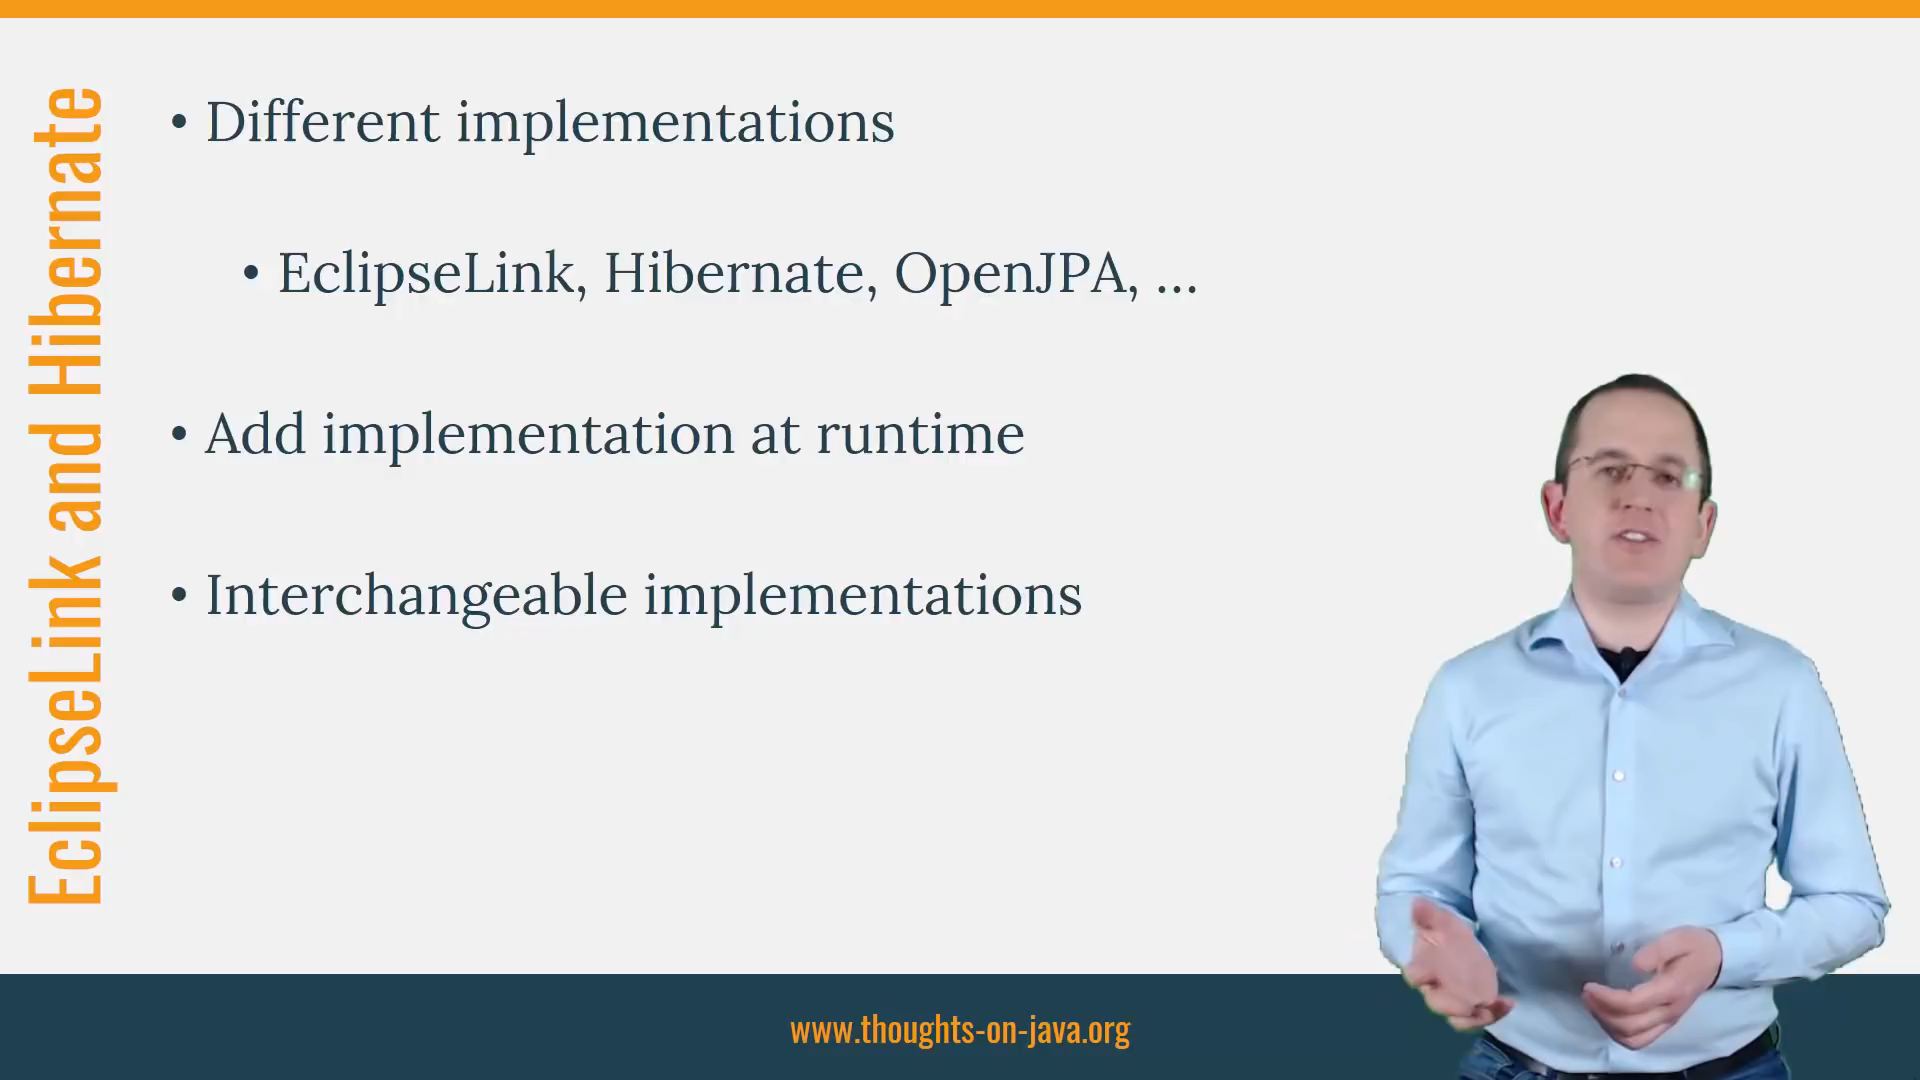 EclipseLink and Hibernate
• Different implementations
• EclipseLink, Hibernate, OpenJPA, ...
• Add implementation at runtime
• Interchangeable implementations
www.thoughts-on-java.org